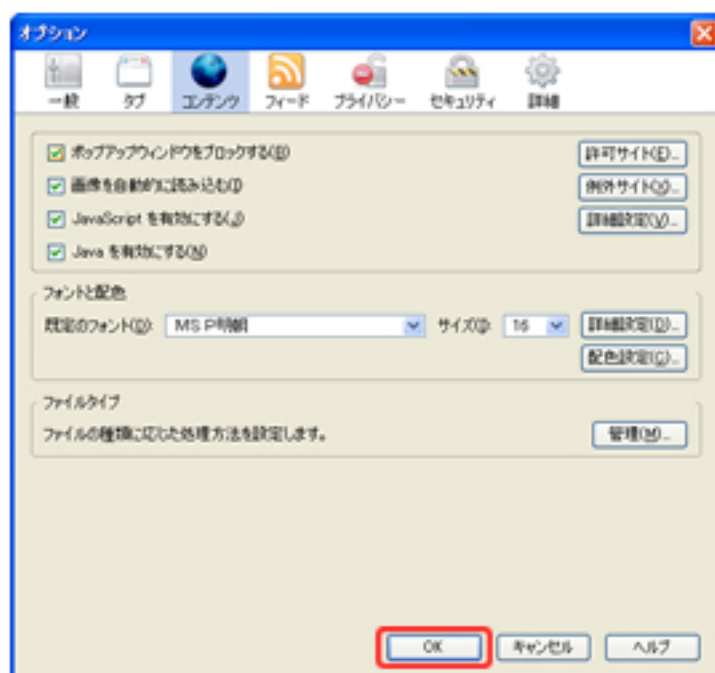 オプション
一般 タブ コンテンツ フィード プライバシー セキュリティ 詳細
ポップアップウィンドウをブロックする(B) 許可サイト(E)...
画像を自動的に読み込む(I) 例外サイト(X)...
JavaScript を有効にする(J) 詳細設定(V)...
Java を有効にする(N)
フォントと配色
既定のフォント(D): MS P明朝 サイズ(I): 16 詳細設定(D)...
配色設定(C)...
ファイルタイプ
ファイルの種類に応じた処理方法を設定します。 管理(M)...
OK キャンセル ヘルプ